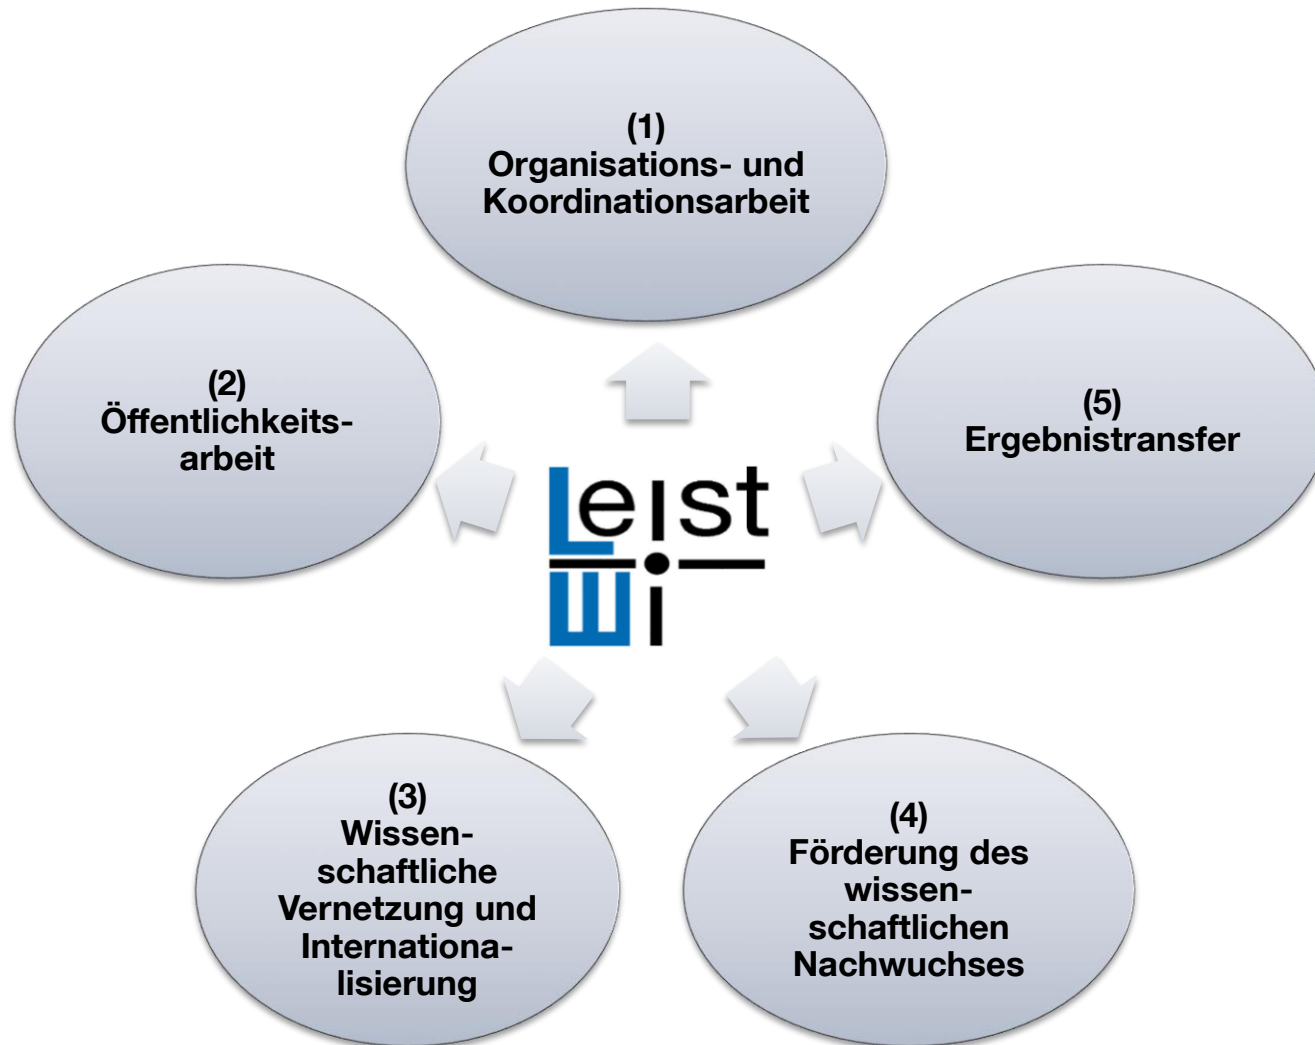 (1)
Organisations- und
Koordinationsarbeit
(2)
Öffentlichkeits-
arbeit
(5)
Ergebnistransfer
Leist
Ei
(3)
Wissen-
schaftliche
Vernetzung und
Internationa-
lisierung
(4)
Förderung des
wissen-
schaftlichen
Nachwuchses